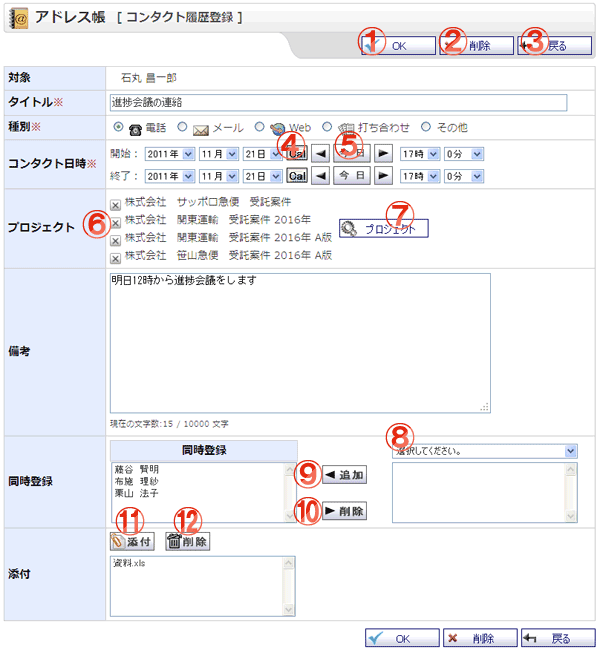 アドレス帳 [ コンタクト履歴登録 ]
① OK ② 削除 ③ 戻る
対象 石丸 昌一郎
タイトル※ 進捗会議の連絡
種別※ 電話 メール Web 打ち合わせ その他
④ ⑤
コンタクト日時※ 開始： 2011年 11月 21日 Cal ◀ 今日 ▶ 17時 0分
終了： 2011年 11月 21日 Cal ◀ 今日 ▶ 17時 0分
プロジェクト
⑥
株式会社 サッポロ急便 受託案件
株式会社 関東運輸 受託案件 2016年
株式会社 関東運輸 受託案件 2016年 A版
株式会社 笹山急便 受託案件 2016年 A版
⑦ プロジェクト
備考
明日12時から進捗会議をします
現在の文字数:15 / 10000 文字
同時登録
同時登録
藤谷 賢明
布施 理紗
栗山 法子
⑧ 選択してください。
⑨ ◀ 追加
⑩ ▶ 削除
⑪ 添付 ⑫ 削除
添付
資料.xls
OK 削除 戻る